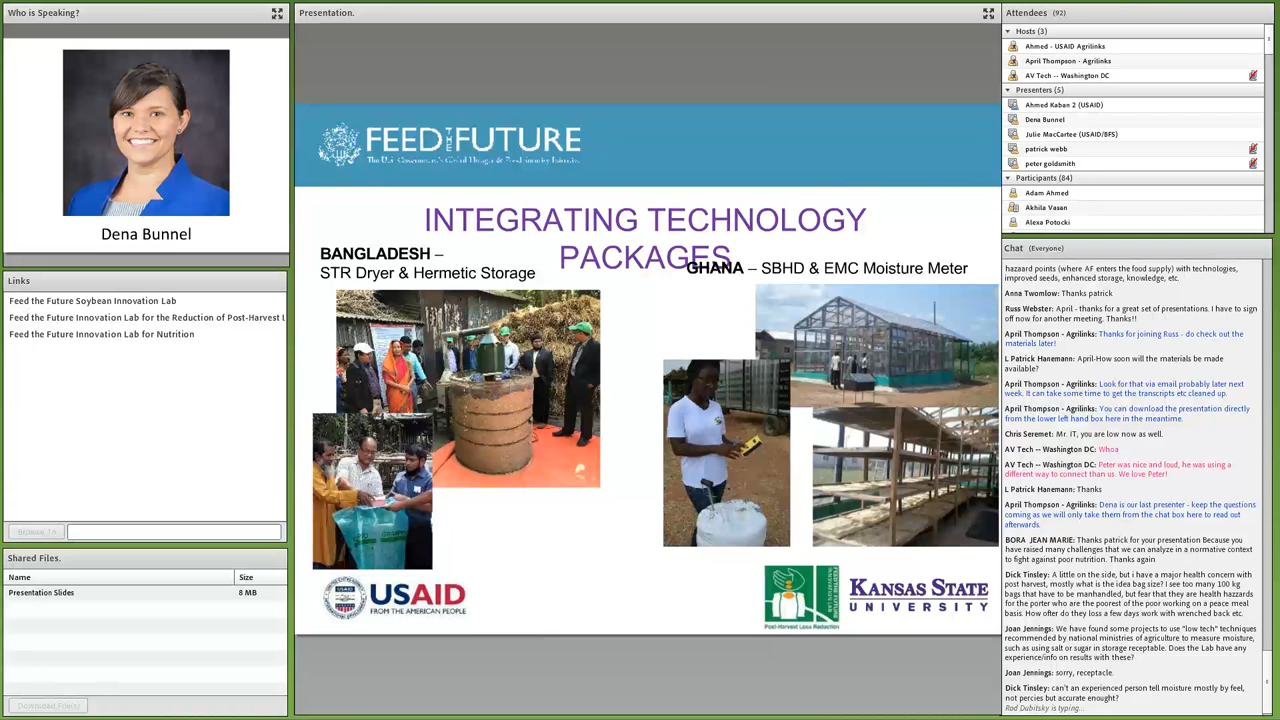 Who is Speaking?
Dena Bunnel
Links
Feed the Future Soybean Innovation Lab
Feed the Future Innovation Lab for the Reduction of Post-Harvest L
Feed the Future Innovation Lab for Nutrition
Browse To
Shared Files.
Name Size
Presentation Slides 8 MB
Download File(s)
Presentation.
FEED THE FUTURE
The U.S. Government's Global Hunger & Food Security Initiative
INTEGRATING TECHNOLOGY
PACKAGES
BANGLADESH –
STR Dryer & Hermetic Storage
GHANA – SBHD & EMC Moisture Meter
USAID
FROM THE AMERICAN PEOPLE
Post-Harvest Loss Reduction
KANSAS STATE
UNIVERSITY
Attendees (92)
Hosts (3)
Ahmed - USAID Agrilinks
April Thompson - Agrilinks
AV Tech -- Washington DC
Presenters (5)
Ahmed Kaban 2 (USAID)
Dena Bunnel
Julie MacCartee (USAID/BFS)
patrick webb
peter goldsmith
Participants (84)
Adam Ahmed
Akhila Vasan
Alexa Potocki
Chat (Everyone)
hazard points (where AF enters the food supply) with technologies,
improved seeds, enhanced storage, knowledge, etc.
Anna Twomlow: Thanks patrick
Russ Webster: April - thanks for a great set of presentations. I have to sign
off now for another meeting. Thanks!!
April Thompson - Agrilinks: Thanks for joining Russ - do check out the
materials later!
L Patrick Hanemann: April-How soon will the materials be made
available?
April Thompson - Agrilinks: Look for that via email probably later next
week. It can take some time to get the transcripts etc cleaned up.
April Thompson - Agrilinks: You can download the presentation directly
from the lower left hand box here in the meantime.
Chris Seremet: Mr. IT, you are low now as well.
AV Tech -- Washington DC: Whoa
AV Tech -- Washington DC: Peter was nice and loud, he was using a
different way to connect than us. We love Peter!
L Patrick Hanemann: Thanks
April Thompson - Agrilinks: Dena is our last presenter - keep the questions
coming as we will only take them from the chat box here to read out
afterwards.
BORA JEAN MARIE: Thanks patrick for your presentation Because you
have raised many challenges that we can analyze in a normative context
to fight against poor nutrition. Thanks again
Dick Tinsley: A little on the side, but i have a major health concern with
post harvest, mostly what is the idea bag size? I see too many 100 kg
bags that have to be manhandled, but fear that they are health hazzards
for the porter who are the poorest of the poor working on a peace meal
basis. How ofter do they loss a few days work with wrenched back etc.
Joan Jennings: We have found some projects to use "low tech" techniques
recommended by national ministries of agriculture to measure moisture,
such as using salt or sugar in storage receptable. Does the Lab have any
experience/info on results with these?
Joan Jennings: sorry, receptacle.
Dick Tinsley: can't an experienced person tell moisture mostly by feel,
not percies but accurate enought?
Rod Dubitsky is typing...